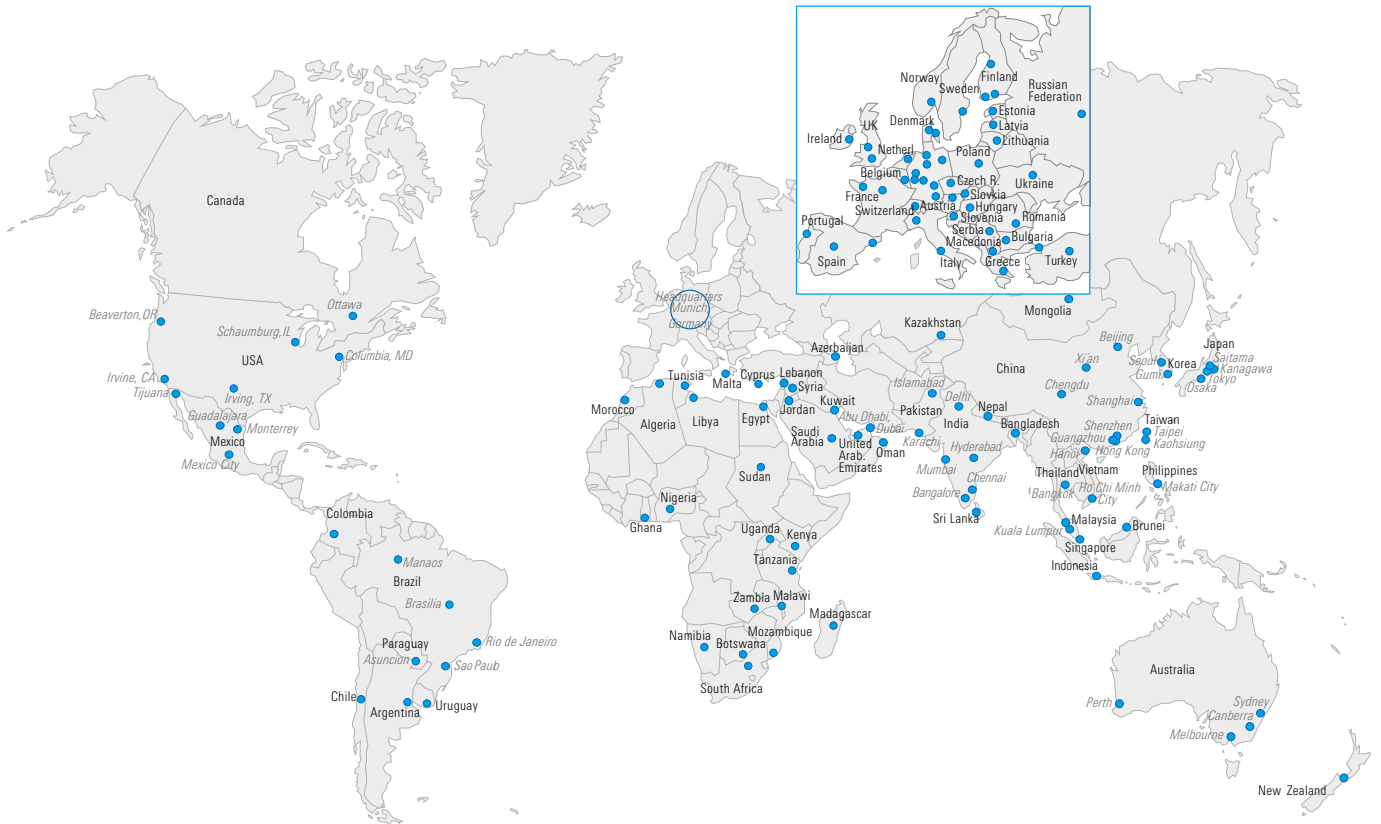 Canada
Ottawa
Beaverton,OR
Schaumburg,IL
USA
Columbia, MD
Irvine, CA
Tijuana
Irving, TX
Guadalajara
Monterrey
Mexico
Mexico City
Colombia
Manaos
Brazil
Brasilia
Paraguay
Asuncion
Rio de Janeiro
Sao Paub
Chile
Argentina
Uruguay
Norway
Sweden
Finland
Russian
Federation
Estonia
Latvia
Lithuania
Denmark
UK
Ireland
Netherl.
Poland
Belgium
Czech R.
Ukraine
France
Slovkia
Switzerland
Austria
Hungary
Slovenia
Romania
Portugal
Serbia
Bulgaria
Macedonia
Spain
Italy
Greece
Turkey
Headquarters
Munich
Germany
Mongolia
Kazakhstan
Azerbaijan
Beijing
Japan
Saitama
Kanagawa
Tokyo
Osaka
Seoul
Korea
Gumi
China
Xi'an
Chengdu
Shanghai
Tunisia
Malta
Cyprus
Lebanon
Syria
Jordan
Morocco
Algeria
Libya
Egypt
Kuwait
Saudi
Arabia
Abu Dhabi,
Dubai
United
Arab.
Emirates
Oman
Islamabad
Pakistan
Karachi
Delhi
India
Nepal
Bangladesh
Hyderabad
Mumbai
Chennai
Bangalore
Sri Lanka
Shenzhen
Guangzhou
Hong Kong
Taiwan
Taipei
Kaohsiung
Hanoi
Thailand
Vietnam
Bangkok
Ho Chi Minh
City
Philippines
Makati City
Malaysia
Kuala Lumpur
Brunei
Singapore
Indonesia
Sudan
Nigeria
Ghana
Uganda
Kenya
Tanzania
Zambia
Malawi
Madagascar
Mozambique
Namibia
Botswana
South Africa
Australia
Perth
Sydney
Canberra
Melbourne
New Zealand